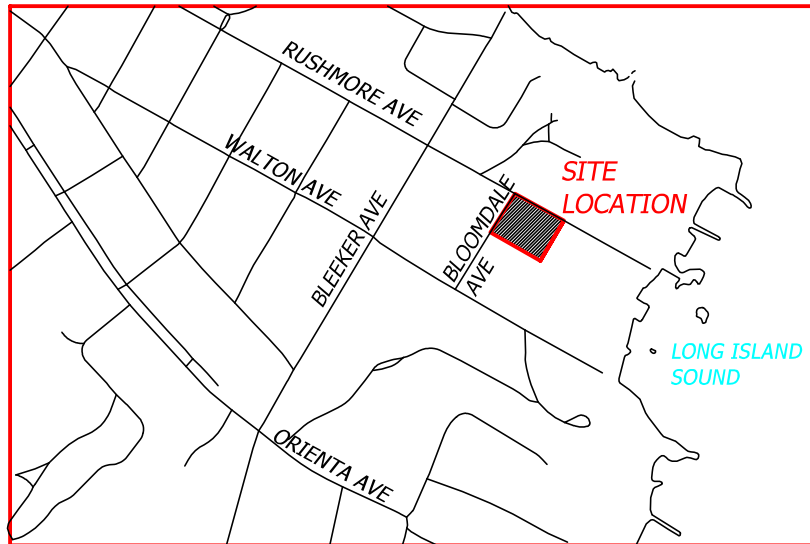 RUSHMORE AVE
WALTON AVE
SITE
LOCATION
BLOOMDALE
AVE
BLEEKER AVE
LONG ISLAND
SOUND
ORIENTA AVE